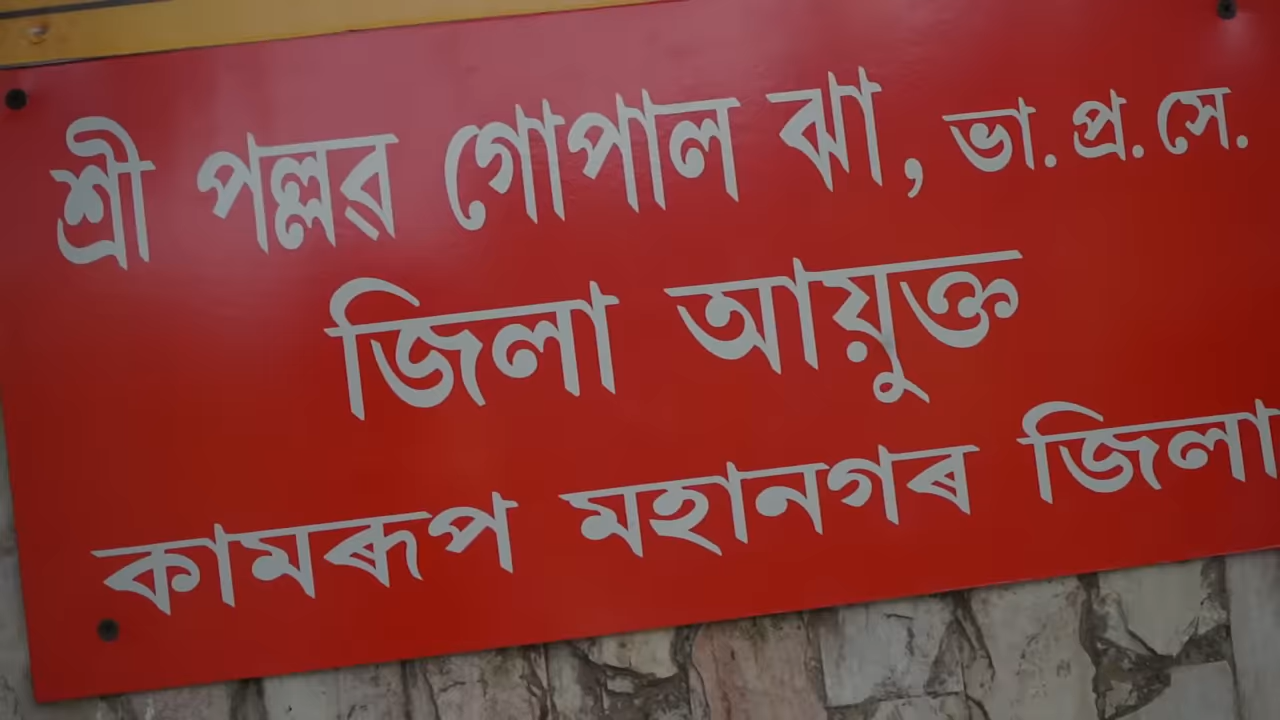 শ্ৰী পল্লৱ গোপাল ঝা, ভা. প্ৰ. সে.
জিলা আয়ুক্ত
কামৰূপ মহানগৰ জিলা